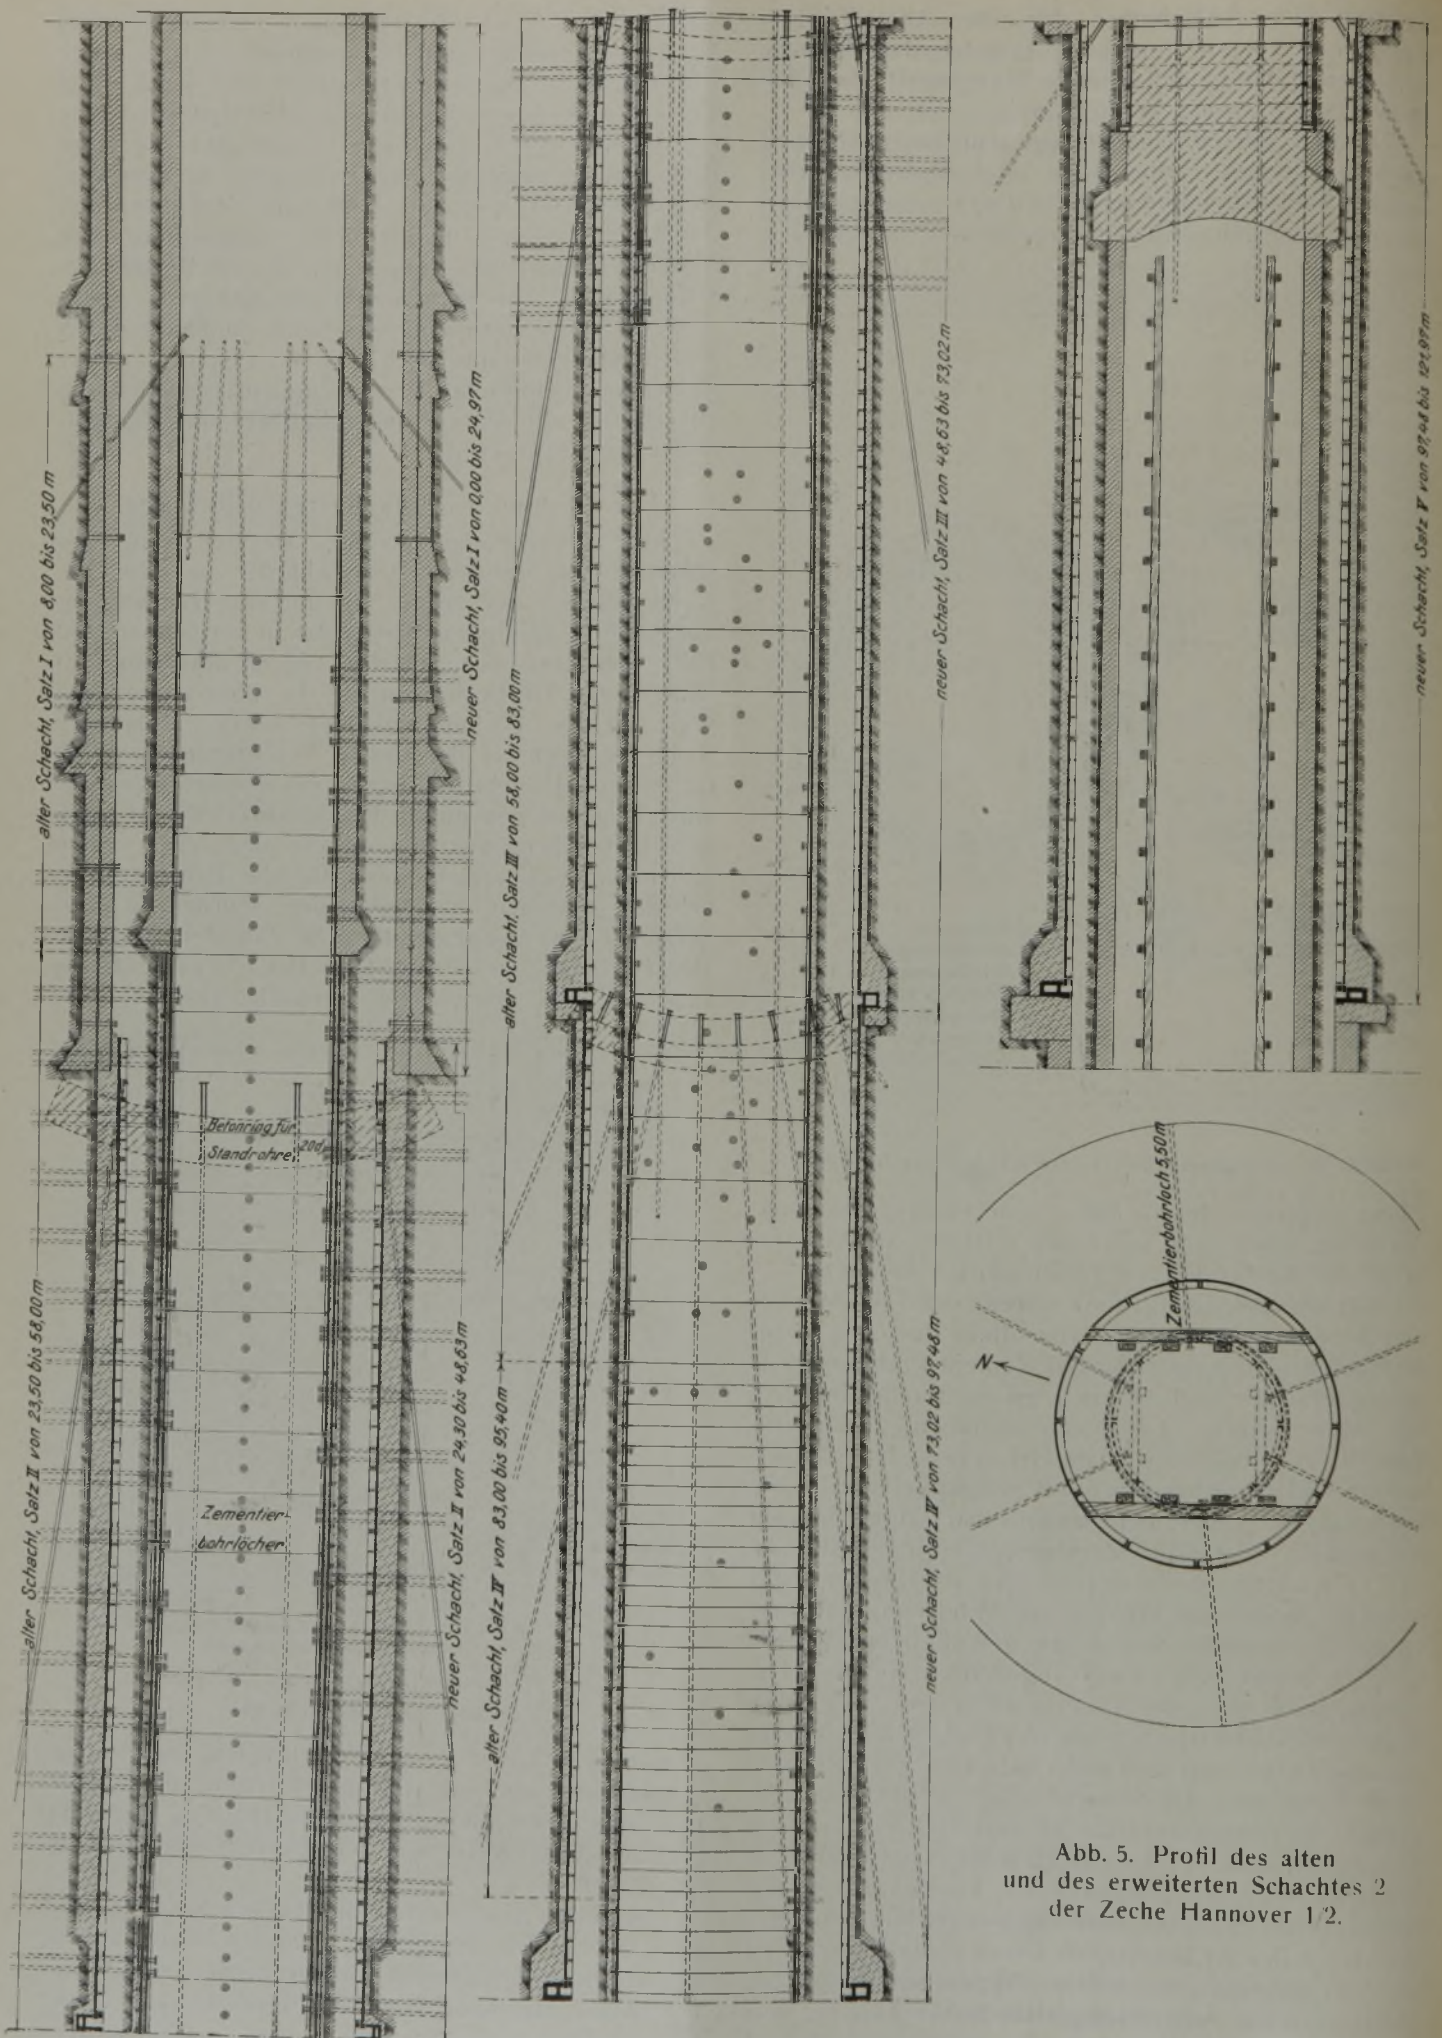 alter Schacht, Satz I von 8,00 bis 23,50 m
neuer Schacht, Satz I von 0,00 bis 24,97 m
alter Schacht, Satz II von 23,50 bis 58,00 m
Betonring für
Standrohre
20d
Zementier-
bohrlöcher
neuer Schacht, Satz II von 24,30 bis 48,63 m
alter Schacht, Satz III von 58,00 bis 83,00 m
neuer Schacht, Satz III von 48,63 bis 73,02 m
alter Schacht, Satz IV von 83,00 bis 95,40 m
neuer Schacht, Satz IV von 73,02 bis 97,48 m
neuer Schacht, Satz V von 97,48 bis 121,97 m
Zementierbohrloch 5,50 m
N
Abb. 5. Profil des alten
und des erweiterten Schachtes 2
der Zeche Hannover 1/2.